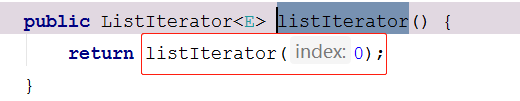 public ListIterator<E> listIterator() {
return listIterator( index: 0);
}